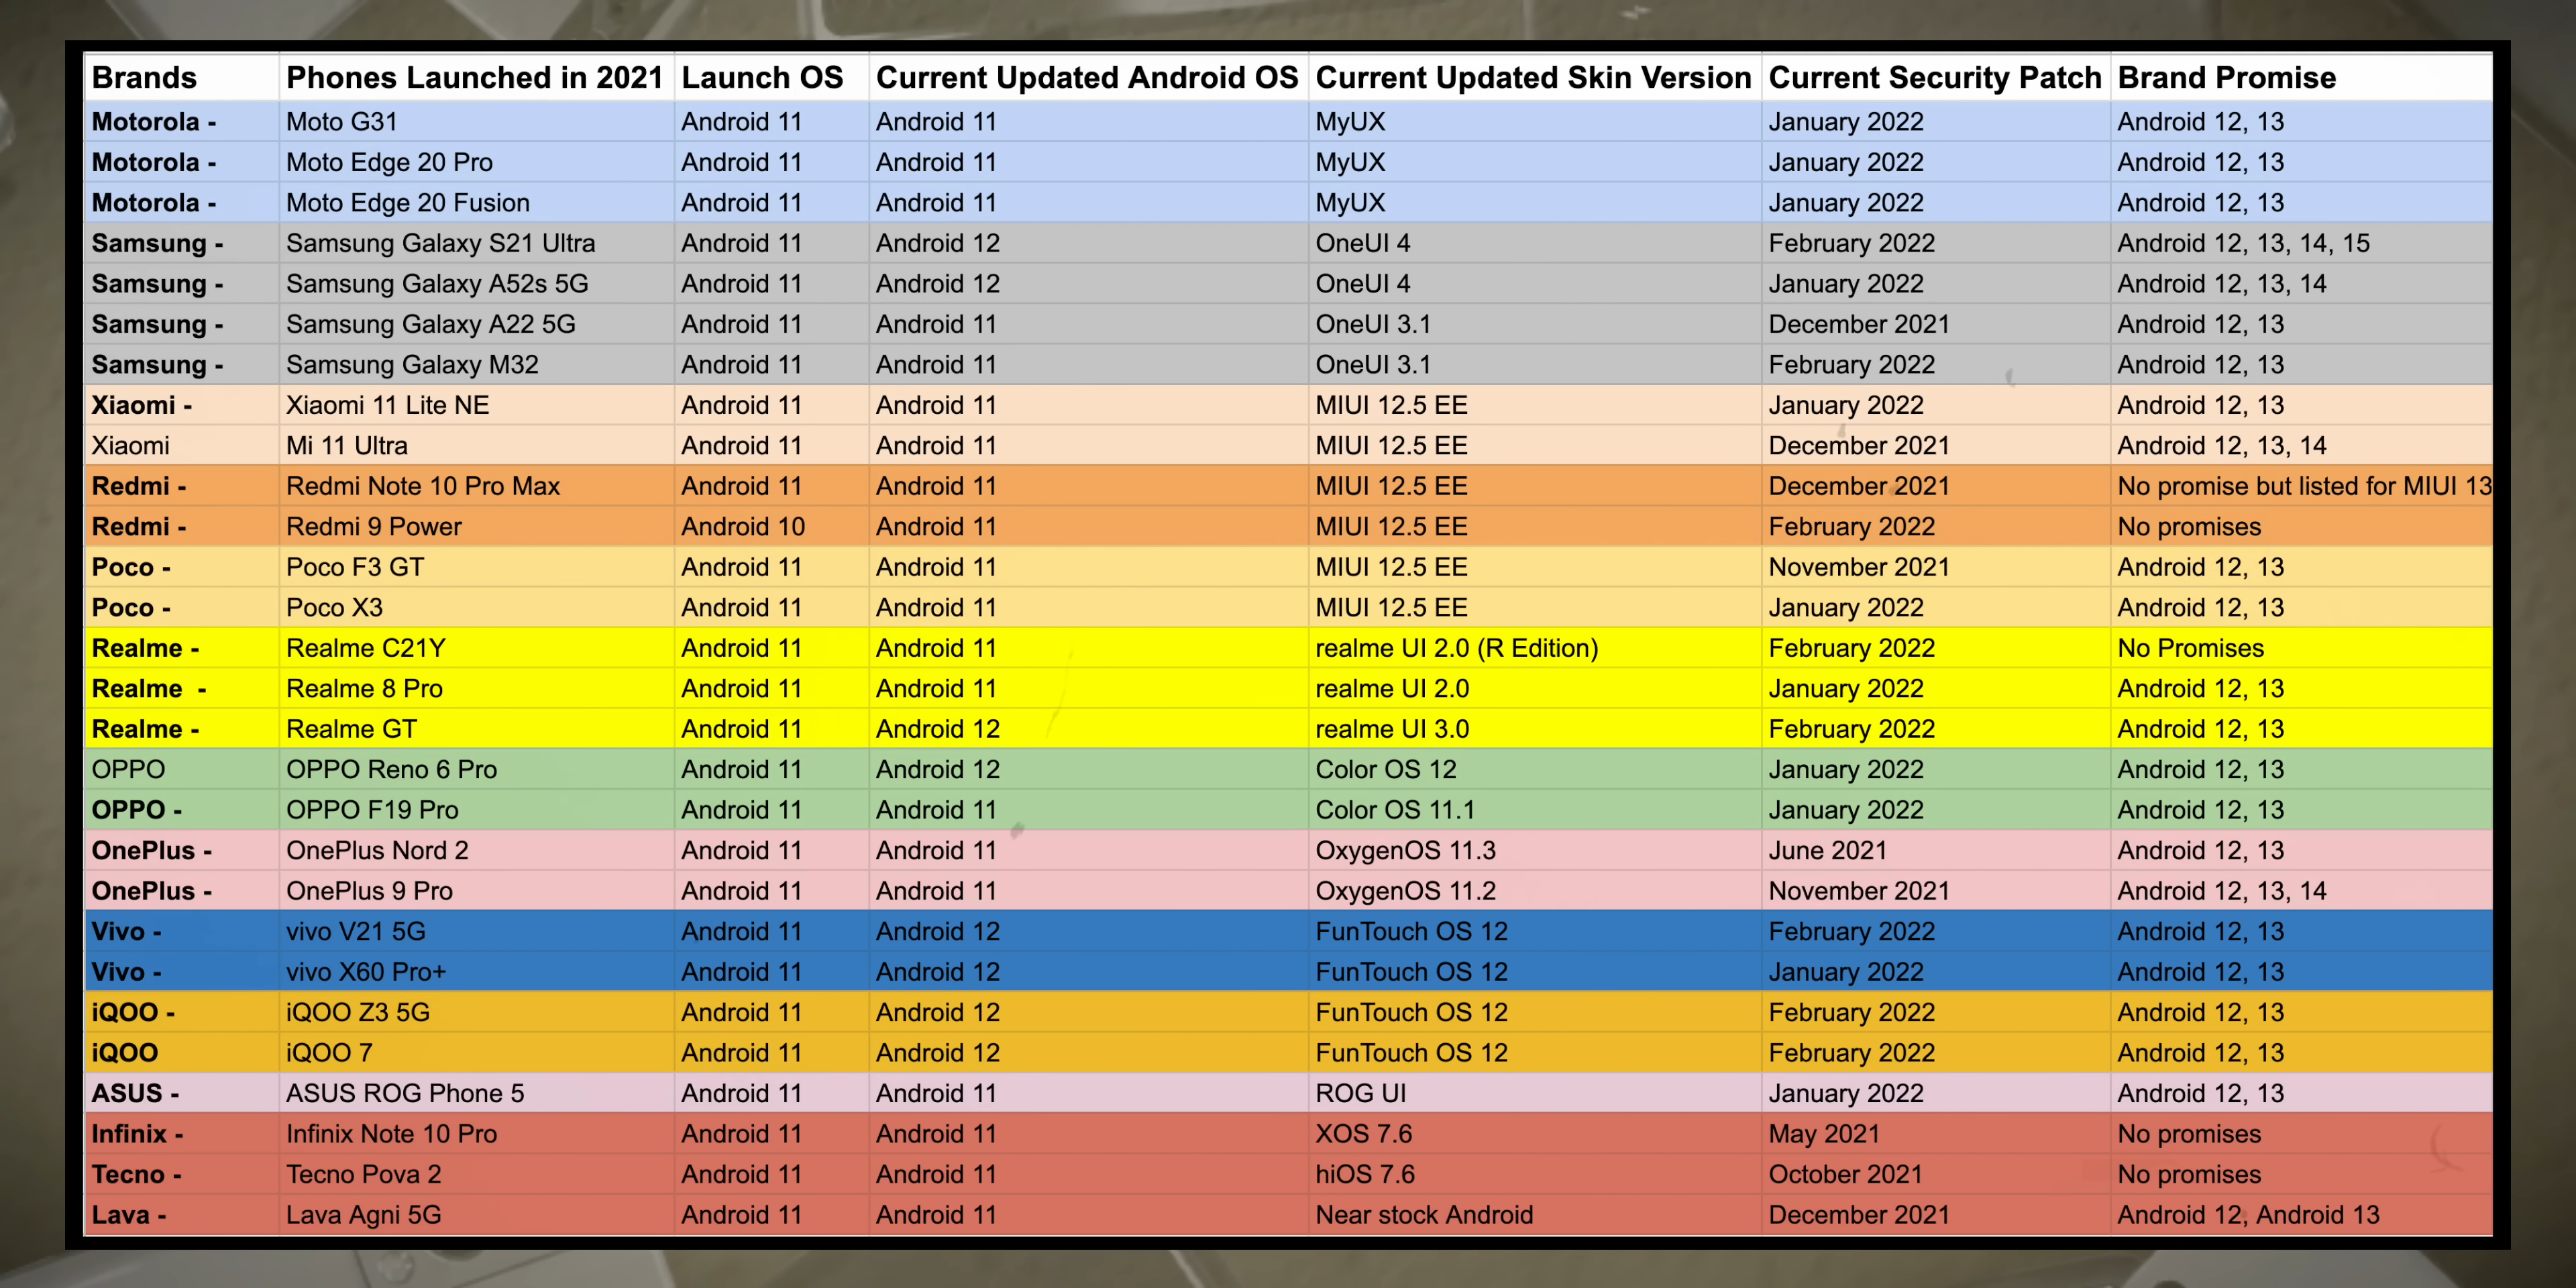 Brands Phones Launched in 2021 Launch OS Current Updated Android OS Current Updated Skin Version Current Security Patch Brand Promise
Motorola - Moto G31 Android 11 Android 11 MyUX January 2022 Android 12, 13
Motorola - Moto Edge 20 Pro Android 11 Android 11 MyUX January 2022 Android 12, 13
Motorola - Moto Edge 20 Fusion Android 11 Android 11 MyUX January 2022 Android 12, 13
Samsung - Samsung Galaxy S21 Ultra Android 11 Android 12 OneUI 4 February 2022 Android 12, 13, 14, 15
Samsung - Samsung Galaxy A52s 5G Android 11 Android 12 OneUI 4 January 2022 Android 12, 13, 14
Samsung - Samsung Galaxy A22 5G Android 11 Android 11 OneUI 3.1 December 2021 Android 12, 13
Samsung - Samsung Galaxy M32 Android 11 Android 11 OneUI 3.1 February 2022 Android 12, 13
Xiaomi - Xiaomi 11 Lite NE Android 11 Android 11 MIUI 12.5 EE January 2022 Android 12, 13
Xiaomi Mi 11 Ultra Android 11 Android 11 MIUI 12.5 EE December 2021 Android 12, 13, 14
Redmi - Redmi Note 10 Pro Max Android 11 Android 11 MIUI 12.5 EE December 2021 No promise but listed for MIUI 13
Redmi - Redmi 9 Power Android 10 Android 11 MIUI 12.5 EE February 2022 No promises
Poco - Poco F3 GT Android 11 Android 11 MIUI 12.5 EE November 2021 Android 12, 13
Poco - Poco X3 Android 11 Android 11 MIUI 12.5 EE January 2022 Android 12, 13
Realme - Realme C21Y Android 11 Android 11 realme UI 2.0 (R Edition) February 2022 No Promises
Realme - Realme 8 Pro Android 11 Android 11 realme UI 2.0 January 2022 Android 12, 13
Realme - Realme GT Android 11 Android 12 realme UI 3.0 February 2022 Android 12, 13
OPPO OPPO Reno 6 Pro Android 11 Android 12 Color OS 12 January 2022 Android 12, 13
OPPO - OPPO F19 Pro Android 11 Android 11 Color OS 11.1 January 2022 Android 12, 13
OnePlus - OnePlus Nord 2 Android 11 Android 11 OxygenOS 11.3 June 2021 Android 12, 13
OnePlus - OnePlus 9 Pro Android 11 Android 11 OxygenOS 11.2 November 2021 Android 12, 13, 14
Vivo - vivo V21 5G Android 11 Android 12 FunTouch OS 12 February 2022 Android 12, 13
Vivo - vivo X60 Pro+ Android 11 Android 12 FunTouch OS 12 January 2022 Android 12, 13
iQOO - iQOO Z3 5G Android 11 Android 12 FunTouch OS 12 February 2022 Android 12, 13
iQOO iQOO 7 Android 11 Android 12 FunTouch OS 12 February 2022 Android 12, 13
ASUS - ASUS ROG Phone 5 Android 11 Android 11 ROG UI January 2022 Android 12, 13
Infinix - Infinix Note 10 Pro Android 11 Android 11 XOS 7.6 May 2021 No promises
Tecno - Tecno Pova 2 Android 11 Android 11 hiOS 7.6 October 2021 No promises
Lava - Lava Agni 5G Android 11 Android 11 Near stock Android December 2021 Android 12, Android 13